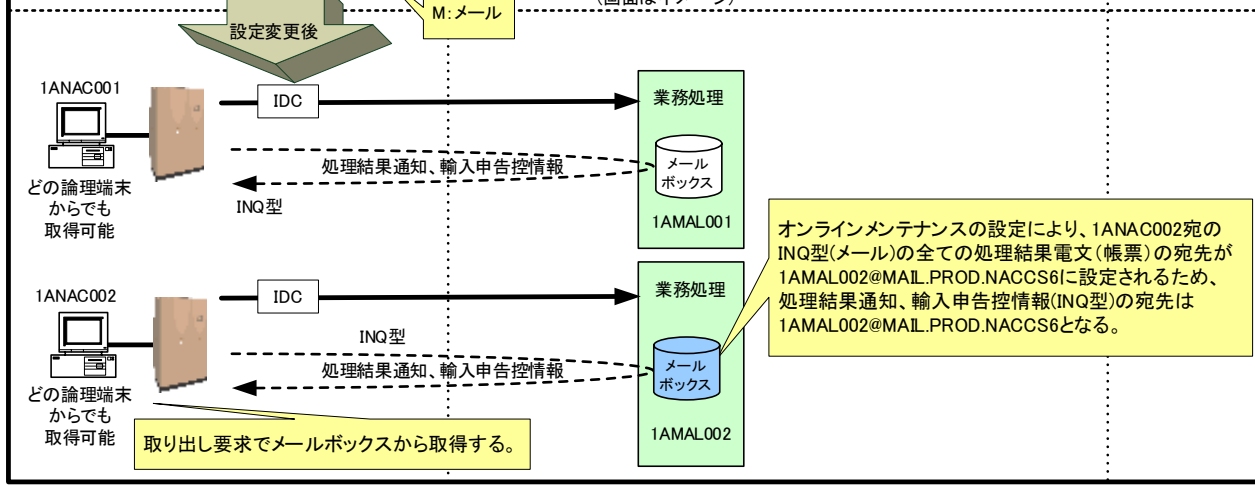 (画面はイメージ)
M:メール
設定変更後
1ANAC001
IDC
業務処理
メール
ボックス
処理結果通知、輸入申告控情報
INQ型
どの論理端末
からでも
取得可能
1AMAL001
オンラインメンテナンスの設定により、1ANAC002宛の
INQ型(メール)の全ての処理結果電文(帳票)の宛先が
1AMAL002@MAIL.PROD.NACCS6に設定されるため、
処理結果通知、輸入申告控情報(INQ型)の宛先は
1AMAL002@MAIL.PROD.NACCS6となる。
1ANAC002
IDC
業務処理
INQ型
処理結果通知、輸入申告控情報
メール
ボックス
どの論理端末
からでも
取得可能
取り出し要求でメールボックスから取得する。
1AMAL002